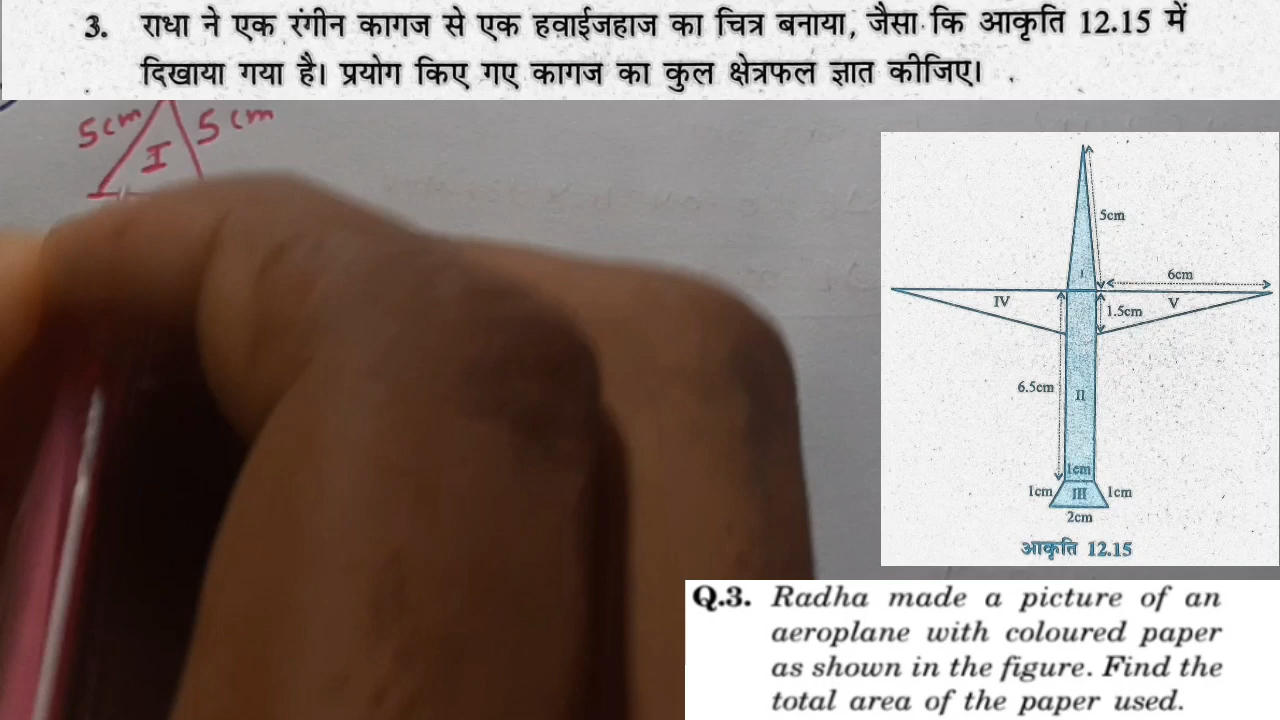 3. राधा ने एक रंगीन कागज से एक हवाईजहाज का चित्र बनाया, जैसा कि आकृति 12.15 में
दिखाया गया है। प्रयोग किए गए कागज का कुल क्षेत्रफल ज्ञात कीजिए।
5cm 5cm
I
5cm
I
6cm
IV V
1.5cm
6.5cm
II
1cm
1cm III 1cm
2cm
आकृति 12.15
Q.3. Radha made a picture of an
aeroplane with coloured paper
as shown in the figure. Find the
total area of the paper used.